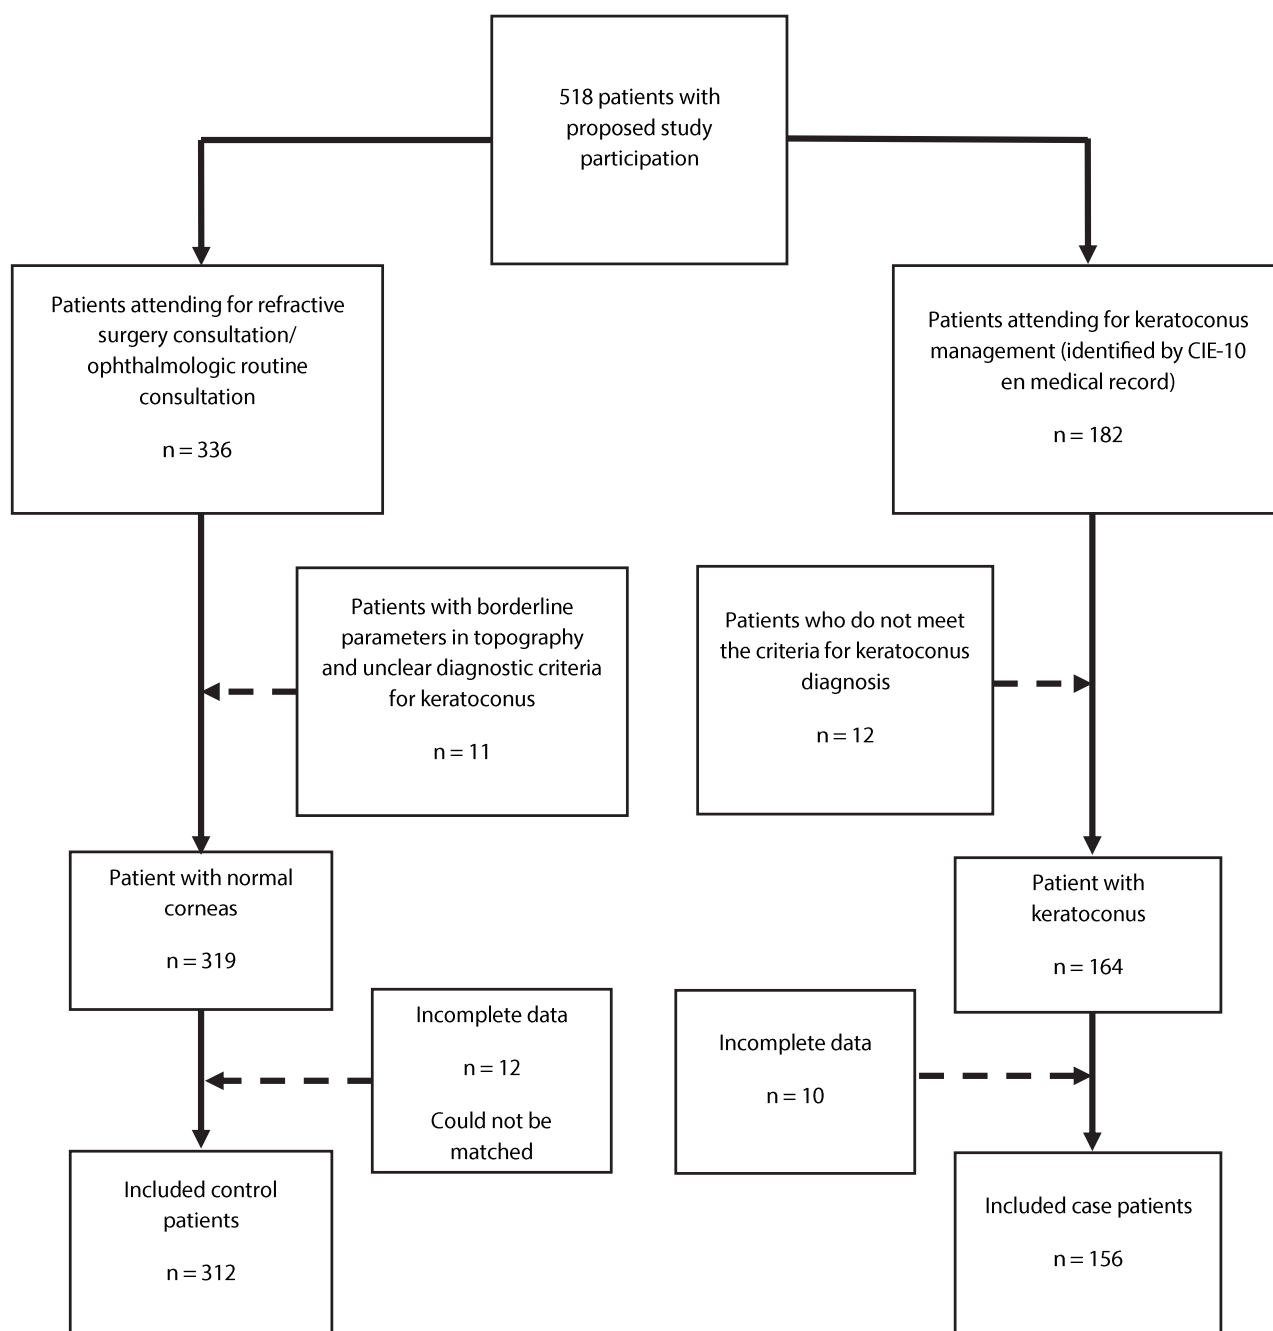 518 patients with
proposed study
participation
Patients attending for refractive
surgery consultation/
ophthalmologic routine
consultation
n = 336
Patients attending for keratoconus
management (identified by CIE-10
en medical record)
n = 182
Patients with borderline
parameters in topography
and unclear diagnostic criteria
for keratoconus
n = 11
Patients who do not meet
the criteria for keratoconus
diagnosis
n = 12
Patient with normal
corneas
n = 319
Patient with
keratoconus
n = 164
Incomplete data
n = 12
Could not be
matched
Incomplete data
n = 10
Included control
patients
n = 312
Included case patients
n = 156